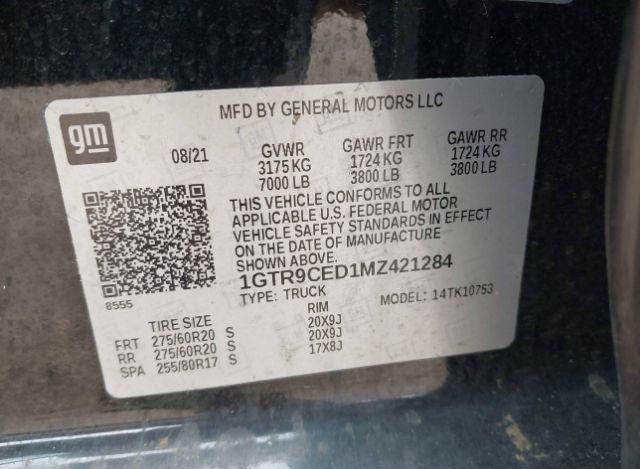 MFD BY GENERAL MOTORS LLC
gm
08/21 GVWR GAWR FRT GAWR RR
3175 KG 1724 KG 1724 KG
7000 LB 3800 LB 3800 LB
THIS VEHICLE CONFORMS TO ALL
APPLICABLE U.S. FEDERAL MOTOR
VEHICLE SAFETY STANDARDS IN EFFECT
ON THE DATE OF MANUFACTURE
SHOWN ABOVE.
1GTR9CED1MZ421284
8555
TYPE: TRUCK MODEL: 14TK10753
TIRE SIZE RIM
FRT 275/60R20 S 20X9J
RR 275/60R20 S 20X9J
SPA 255/80R17 S 17X8J